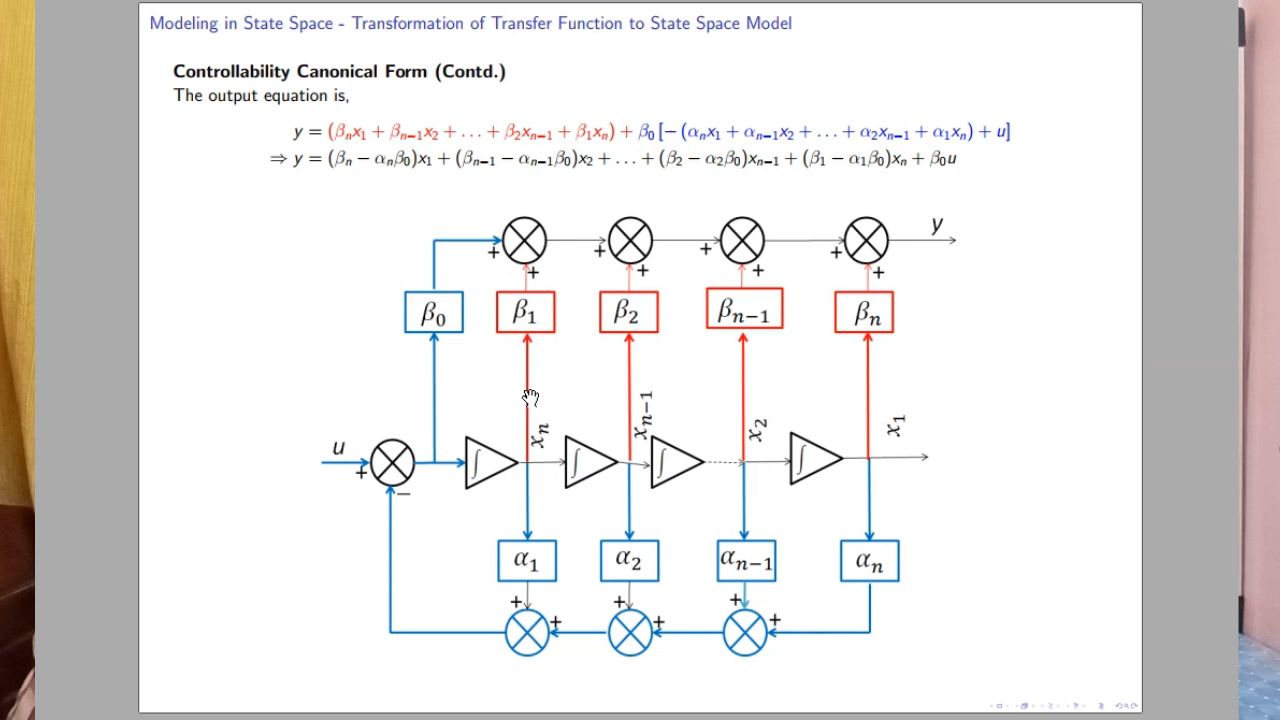 Modeling in State Space - Transformation of Transfer Function to State Space Model
Controllability Canonical Form (Contd.)
The output equation is,
y = (βₙx₁ + βₙ₋₁x₂ + . . . + β₂xₙ₋₁ + β₁xₙ) + β₀ [− (αₙx₁ + αₙ₋₁x₂ + . . . + α₂xₙ₋₁ + α₁xₙ) + u]
⇒ y = (βₙ − αₙβ₀)x₁ + (βₙ₋₁ − αₙ₋₁β₀)x₂ + . . . + (β₂ − α₂β₀)xₙ₋₁ + (β₁ − α₁β₀)xₙ + β₀u
y
+ + + +
+ + + +
β₀ β₁ β₂ βₙ₋₁ βₙ
xₙ xₙ₋₁ x₂ x₁
u
∫ ∫ ∫ ∫
+
−
α₁ α₂ αₙ₋₁ αₙ
+ + +
+ + +